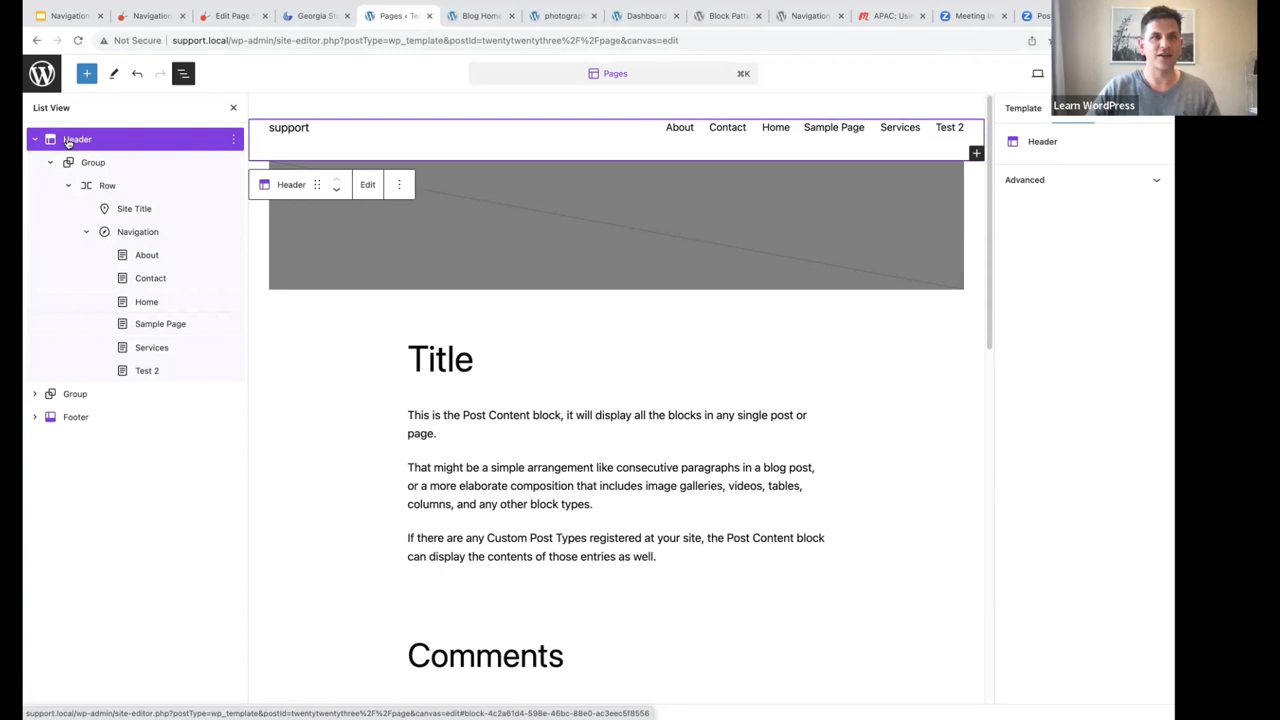 Navigation
Navigation
Edit Page
Georgia St
Pages ‹
Blog Home
photograp
Dashboard
Block Patt
Navigation
APAC: Us
Meeting In
Pos
Not Secure
support.local/wp-admin/site-editor.php?postType=wp_template&postId=twentytwentythree%2F%2Fpage&canvas=edit
Pages
⌘K
Learn WordPress
List View
Header
Group
Row
Site Title
Navigation
About
Contact
Home
Sample Page
Services
Test 2
Group
Footer
support
About
Contact
Home
Sample Page
Services
Test 2
Header
Edit
Title
This is the Post Content block, it will display all the blocks in any single post or
page.
That might be a simple arrangement like consecutive paragraphs in a blog post,
or a more elaborate composition that includes image galleries, videos, tables,
columns, and any other block types.
If there are any Custom Post Types registered at your site, the Post Content block
can display the contents of those entries as well.
Comments
Template
Header
Advanced
support.local/wp-admin/site-editor.php?postType=wp_template&postId=twentytwentythree%2F%2Fpage&canvas=edit#block-4c2a61d4-598e-46bc-88e0-ac3eec5f8556